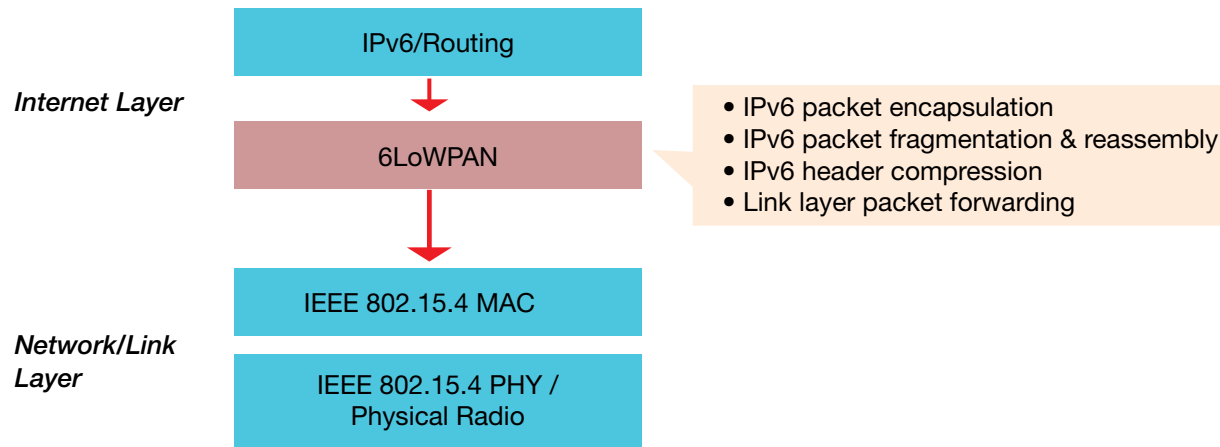 IPv6/Routing
Internet Layer
6LoWPAN
• IPv6 packet encapsulation
• IPv6 packet fragmentation & reassembly
• IPv6 header compression
• Link layer packet forwarding
IEEE 802.15.4 MAC
Network/Link
Layer
IEEE 802.15.4 PHY /
Physical Radio